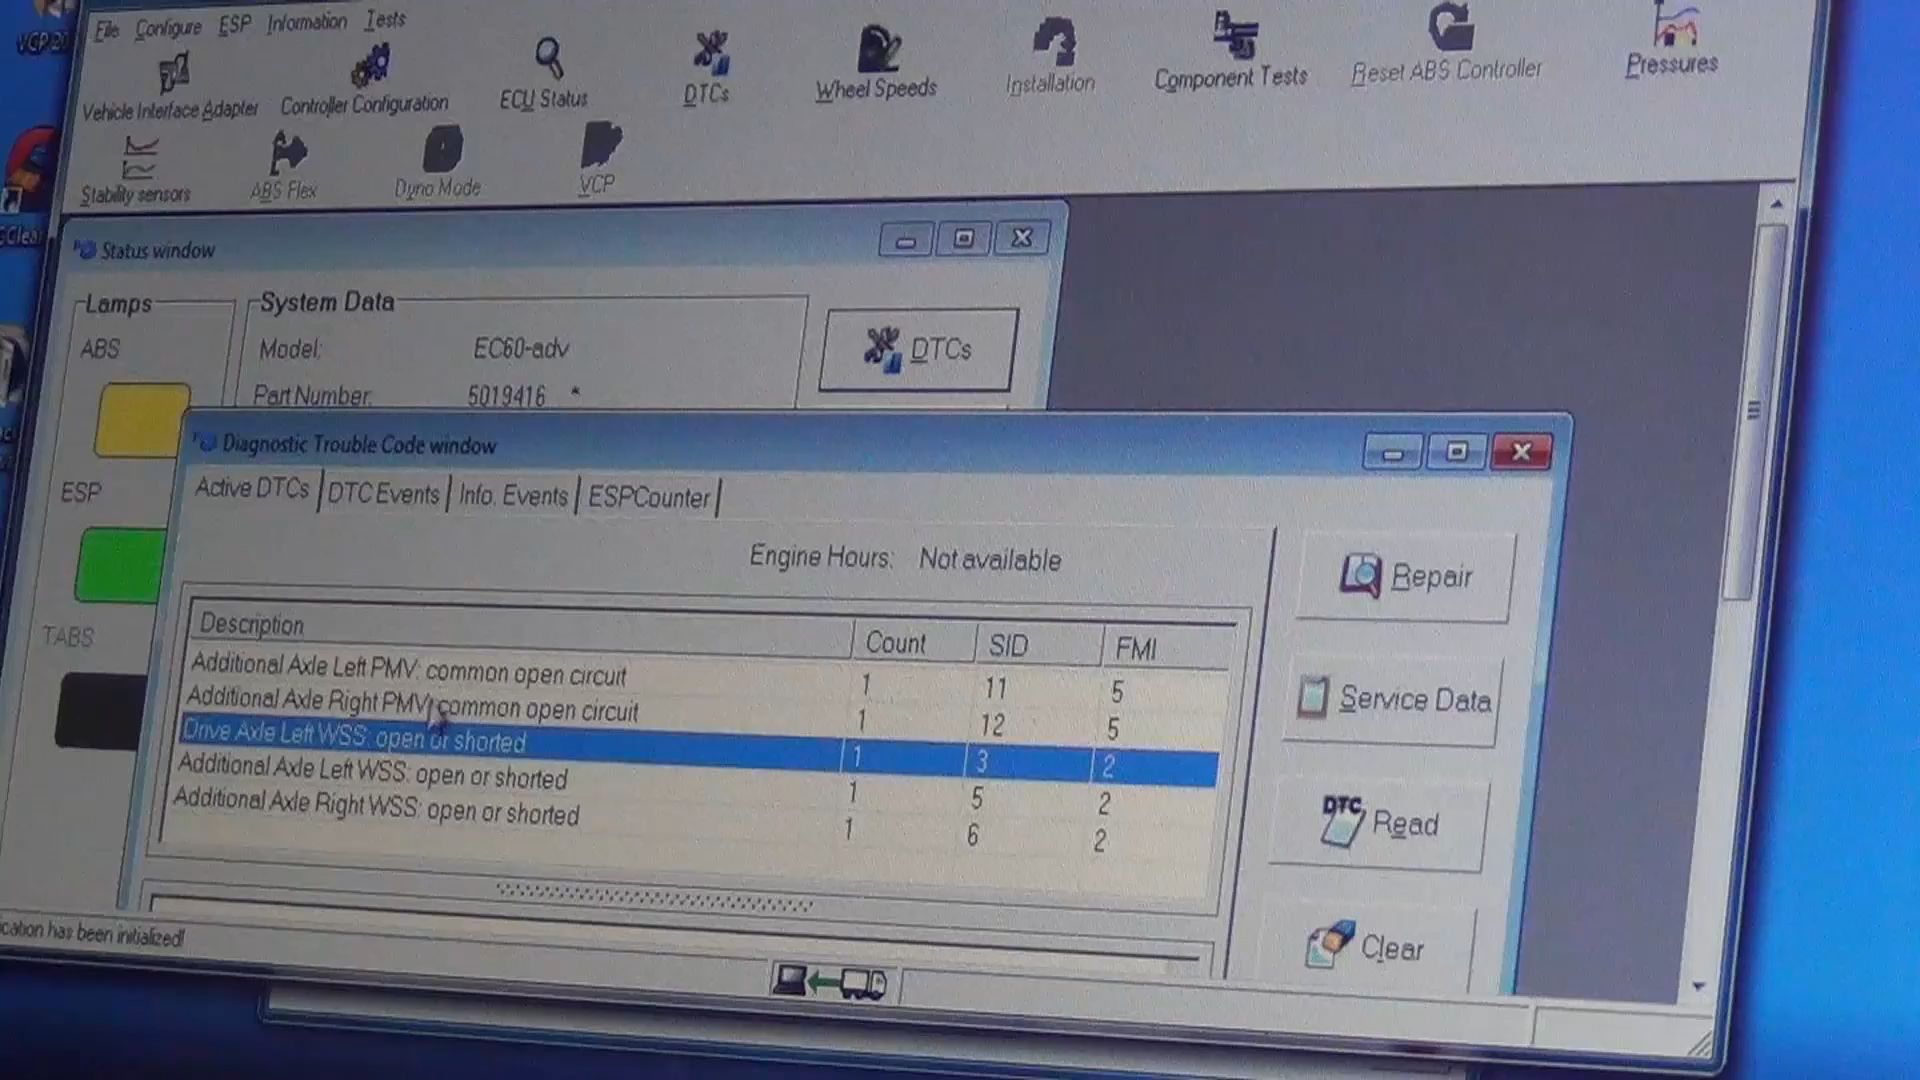 File Configure ESP Information Tests
Vehicle Interface Adapter Controller Configuration ECU Status DTCs Wheel Speeds Installation Component Tests Reset ABS Controller Pressures
Stability sensors ABS Flex Dyno Mode VCP
Status window
Lamps
System Data
ABS
Model: EC60-adv
DTCs
Part Number: 5019416 *
Diagnostic Trouble Code window
Active DTCs DTC Events Info. Events ESPCounter
ESP
Engine Hours: Not available
Repair
Description Count SID FMI
TABS
Additional Axle Left PMV: common open circuit 1 11 5
Additional Axle Right PMV: common open circuit 1 12 5
Drive Axle Left WSS: open or shorted 1 3 2
Additional Axle Left WSS: open or shorted 1 5 2
Additional Axle Right WSS: open or shorted 1 6 2
Service Data
DTC Read
Clear
ication has been initialized!